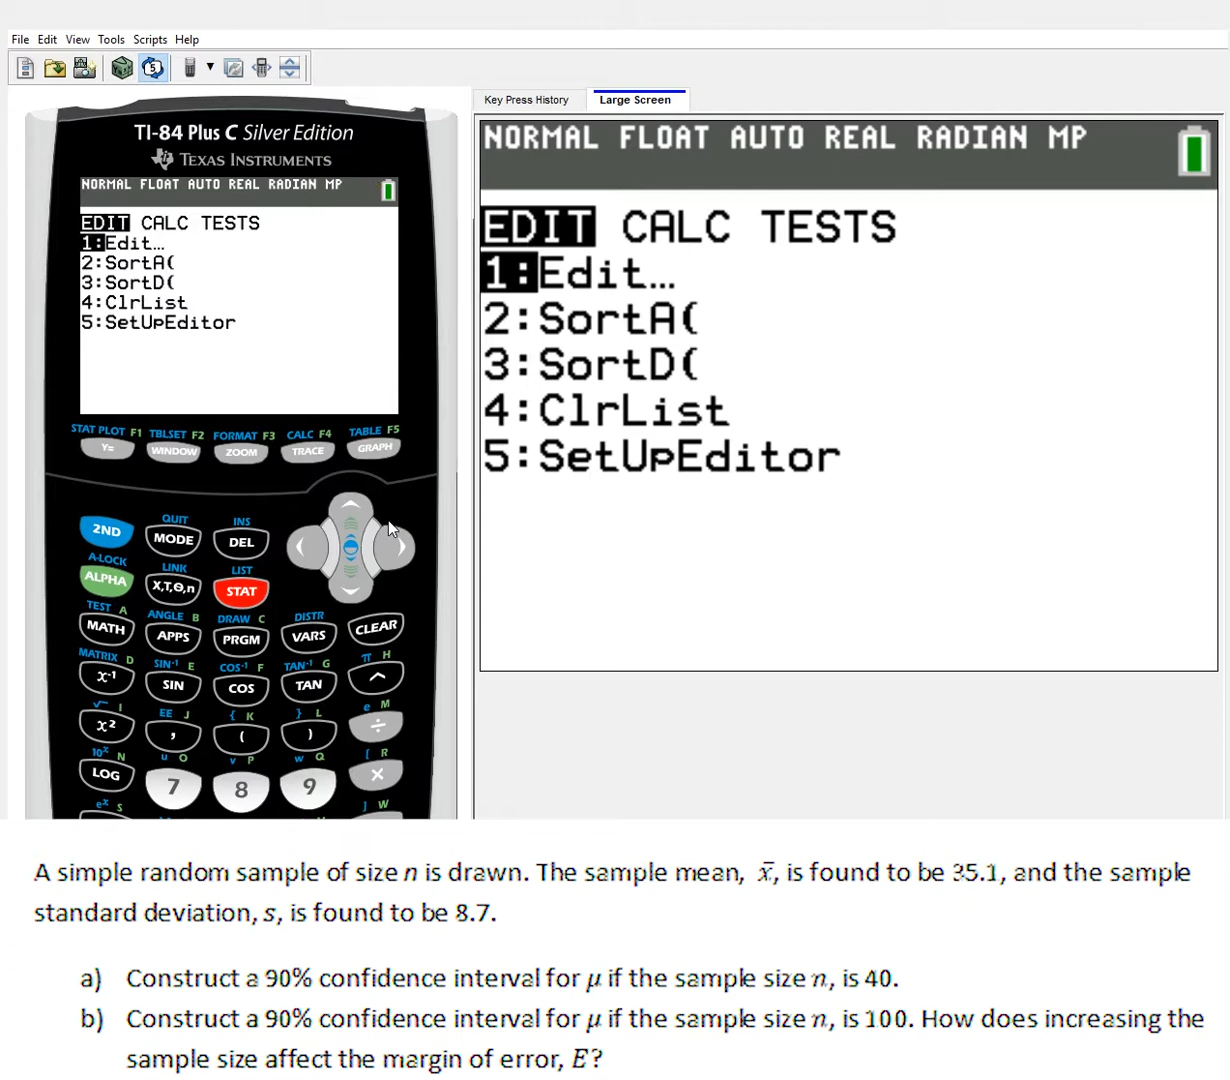 File Edit View Tools Scripts Help
Key Press History Large Screen
TI-84 Plus C Silver Edition
TEXAS INSTRUMENTS
NORMAL FLOAT AUTO REAL RADIAN MP
EDIT CALC TESTS
1:Edit…
2:SortA(
3:SortD(
4:ClrList
5:SetUpEditor
STAT PLOT F1 TBLSET F2 FORMAT F3 CALC F4 TABLE F5
Y= WINDOW ZOOM TRACE GRAPH
QUIT INS
2ND MODE DEL
A-LOCK LINK LIST
ALPHA X,T,Θ,n STAT
TEST A ANGLE B DRAW C DISTR
MATH APPS PRGM VARS CLEAR
MATRIX D SIN⁻¹ E COS⁻¹ F TAN⁻¹ G π H
x⁻¹ SIN COS TAN ^
√ I EE J { K } L e M
x² , ( ) ÷
10ˣ N u O v P w Q [ R
LOG 7 8 9 ×
eˣ S ] W
NORMAL FLOAT AUTO REAL RADIAN MP
EDIT CALC TESTS
1:Edit…
2:SortA(
3:SortD(
4:ClrList
5:SetUpEditor
A simple random sample of size n is drawn. The sample mean, x̄, is found to be 35.1, and the sample
standard deviation, s, is found to be 8.7.
a) Construct a 90% confidence interval for μ if the sample size n, is 40.
b) Construct a 90% confidence interval for μ if the sample size n, is 100. How does increasing the
sample size affect the margin of error, E?